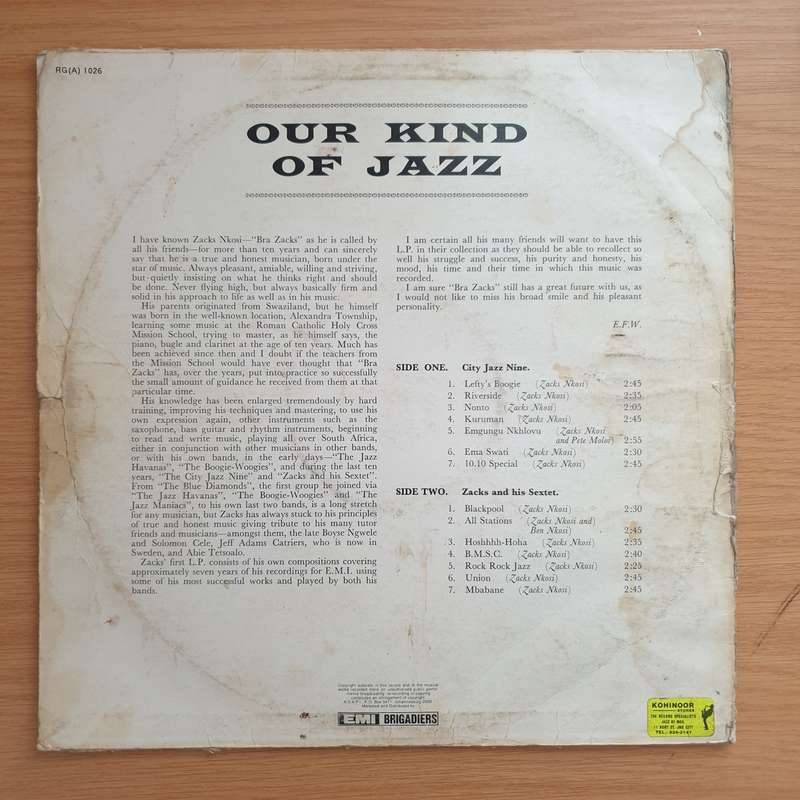 RG(A) 1026
OUR KIND
OF JAZZ
I have known Zacks Nkosi—"Bra Zacks" as he is called by
all his friends—for more than ten years and can sincerely
say that he is a true and honest musician, born under the
star of music. Always pleasant, amiable, willing and striving,
but quietly insisting on what he thinks right and should
be done. Never flying high, but always basically firm and
solid in his approach to life as well as in his music.
His parents originated from Swaziland, but he himself
was born in the well-known location, Alexandra Township,
learning some music at the Roman Catholic Holy Cross
Mission School, trying to master, as he himself says, the
piano, bugle and clarinet at the age of ten years. Much has
been achieved since then and I doubt if the teachers from
the Mission School would have ever thought that "Bra
Zacks" has, over the years, put into practice so successfully
the small amount of guidance he received from them at that
particular time.
His knowledge has been enlarged tremendously by hard
training, improving his techniques and mastering, to use his
own expression again, other instruments such as the
saxophone, bass guitar and rhythm instruments, beginning
to read and write music, playing all over South Africa,
either in conjunction with other musicians in other bands,
or with his own bands, in the early days—"The Jazz
Havanas", "The Boogie-Woogies", and during the last ten
years, "The City Jazz Nine" and "Zacks and his Sextet".
From "The Blue Diamonds", the first group he joined via
"The Jazz Havanas", "The Boogie-Woogies" and "The
Jazz Maniacs", to his own last two bands, is a long stretch
for any musician, but Zacks has always stuck to his principles
of true and honest music giving tribute to his many tutor
friends and musicians—amongst them, the late Boyse Ngwele
and Solomon Cele, Jeff Adams Catriers, who is now in
Sweden, and Abie Tetsoalo.
Zacks' first L.P. consists of his own compositions covering
approximately seven years of his recordings for E.M.I. using
some of his most successful works and played by both his
bands.
I am certain all his many friends will want to have this
L.P. in their collection as they should be able to recollect so
well his struggle and success, his purity and honesty, his
mood, his time and their time in which this music was
recorded.
I am sure "Bra Zacks" still has a great future with us, as
I would not like to miss his broad smile and his pleasant
personality.
E.F.W.
SIDE ONE. City Jazz Nine.
1. Lefty's Boogie (Zacks Nkosi) 2:45
2. Riverside (Zacks Nkosi) 2:35
3. Nonto (Zacks Nkosi) 2:05
4. Kuruman (Zacks Nkosi) 2:45
5. Emgungu Nkhlovu (Zacks Nkosi
and Pete Moloi) 2:55
6. Ema Swati (Zacks Nkosi) 2:30
7. 10.10 Special (Zacks Nkosi) 2:45
SIDE TWO. Zacks and his Sextet.
1. Blackpool (Zacks Nkosi) 2:30
2. All Stations (Zacks Nkosi and
Ben Nkosi) 2:45
3. Hoshhhh-Hoha (Zacks Nkosi) 2:35
4. B.M.S.C. (Zacks Nkosi) 2:40
5. Rock Rock Jazz (Zacks Nkosi) 2:25
6. Union (Zacks Nkosi) 2:45
7. Mbabane (Zacks Nkosi) 2:45
Copyright subsists in this record and in the musical
Marketed and Distributed by
EMI BRIGADIERS
KOHINOOR
STORES
THE RECORD SPECIALISTS
JAZZ BY MAIL
11 KORT ST. JHB CITY
TEL.: 834-2147